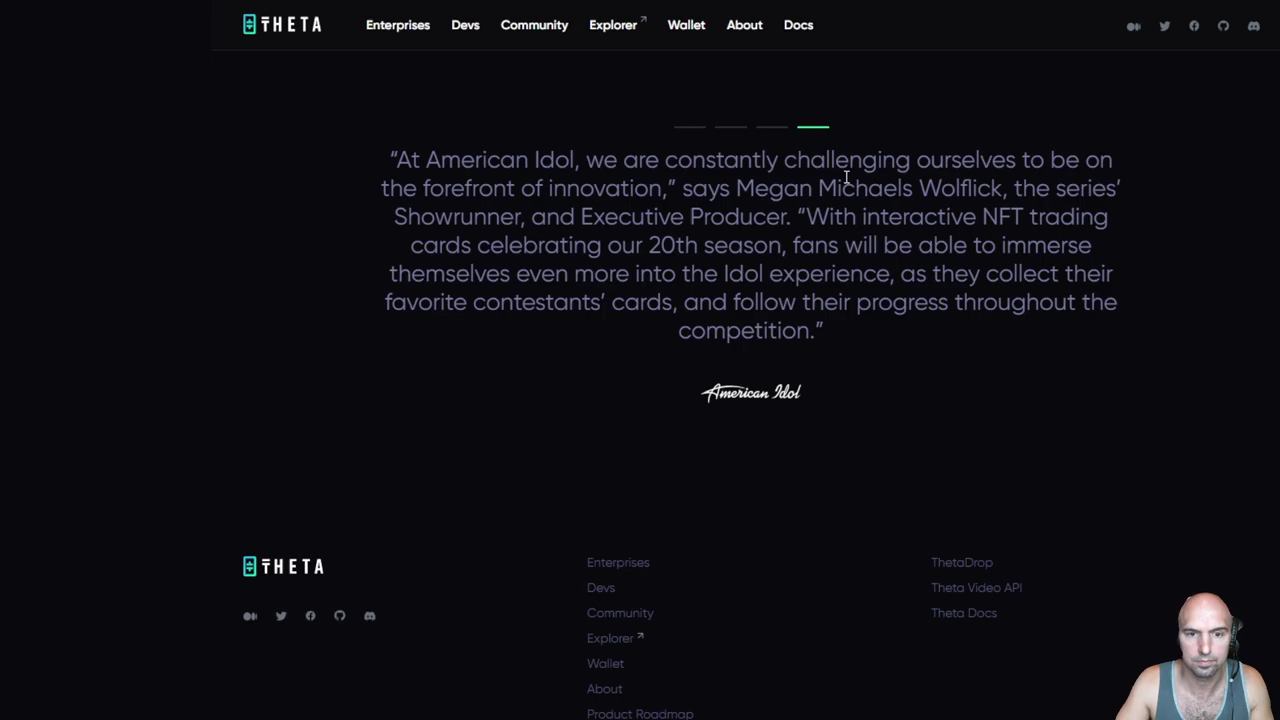 THETA Enterprises Devs Community Explorer Wallet About Docs
“At American Idol, we are constantly challenging ourselves to be on
the forefront of innovation,” says Megan Michaels Wolflick, the series’
Showrunner, and Executive Producer. “With interactive NFT trading
cards celebrating our 20th season, fans will be able to immerse
themselves even more into the Idol experience, as they collect their
favorite contestants’ cards, and follow their progress throughout the
competition.”
American Idol
THETA
Enterprises
Devs
Community
Explorer
Wallet
About
Product Roadmap
ThetaDrop
Theta Video API
Theta Docs